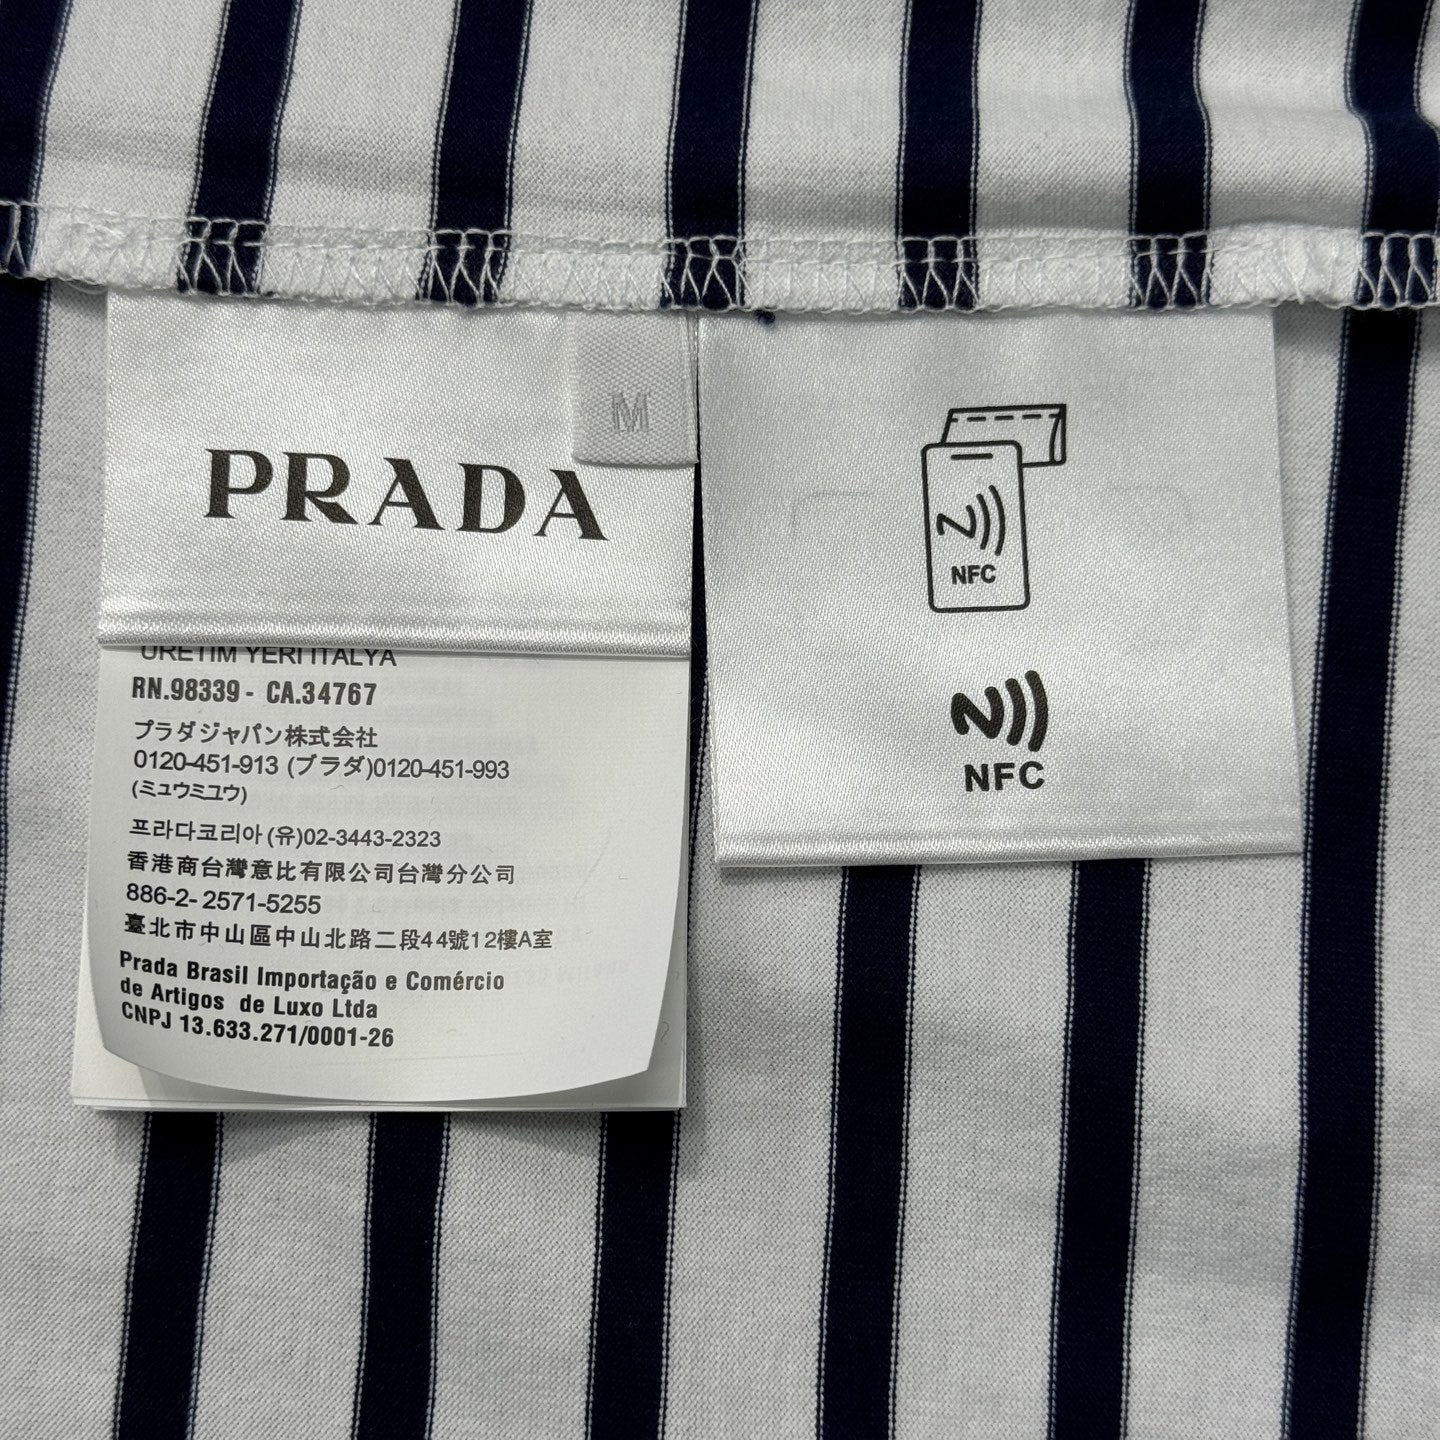 M
PRADA
ÜRETIM YERI ITALYA
RN.98339 - CA.34767
プラダジャパン株式会社
0120-451-913 (プラダ)0120-451-993
(ミュウミュウ)
프라다코리아(유)02-3443-2323
香港商台灣意比有限公司台灣分公司
886-2- 2571-5255
臺北市中山區中山北路二段44號12樓A室
Prada Brasil Importação e Comércio
de Artigos de Luxo Ltda
CNPJ 13.633.271/0001-26
NFC
NFC